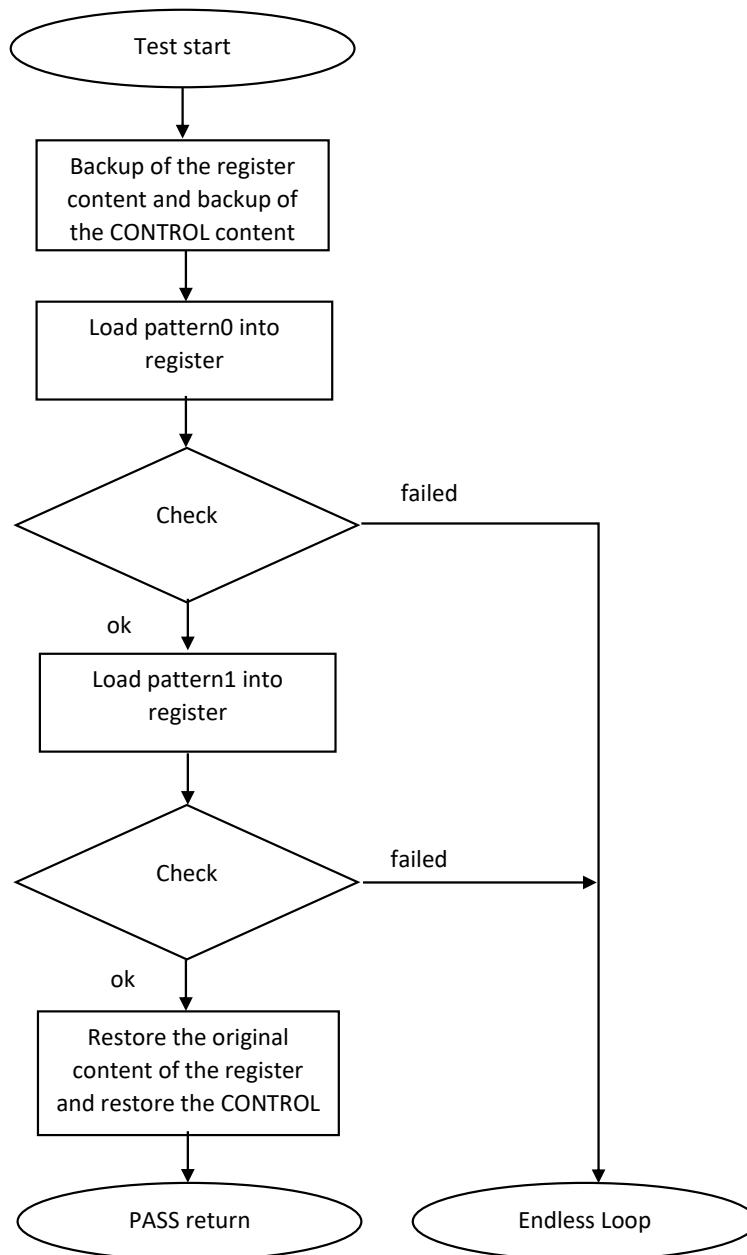 Test start
Backup of the register
content and backup of
the CONTROL content
Load pattern0 into
register
Check
failed
ok
Load pattern1 into
register
Check
failed
ok
Restore the original
content of the register
and restore the CONTROL
PASS return
Endless Loop